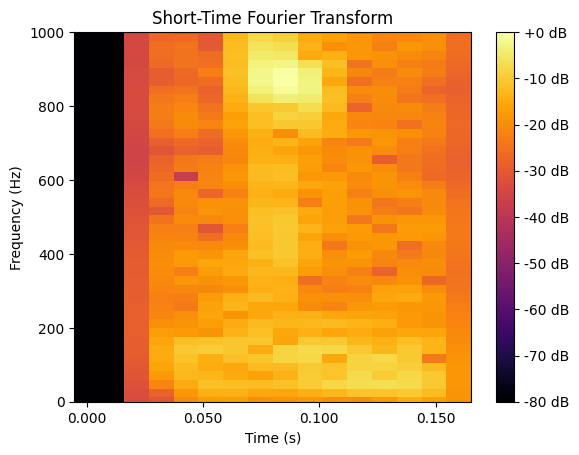 Short-Time Fourier Transform
1000
800
600
400
200
0
Frequency (Hz)
0.000
0.050
0.100
0.150
Time (s)
+0 dB
-10 dB
-20 dB
-30 dB
-40 dB
-50 dB
-60 dB
-70 dB
-80 dB